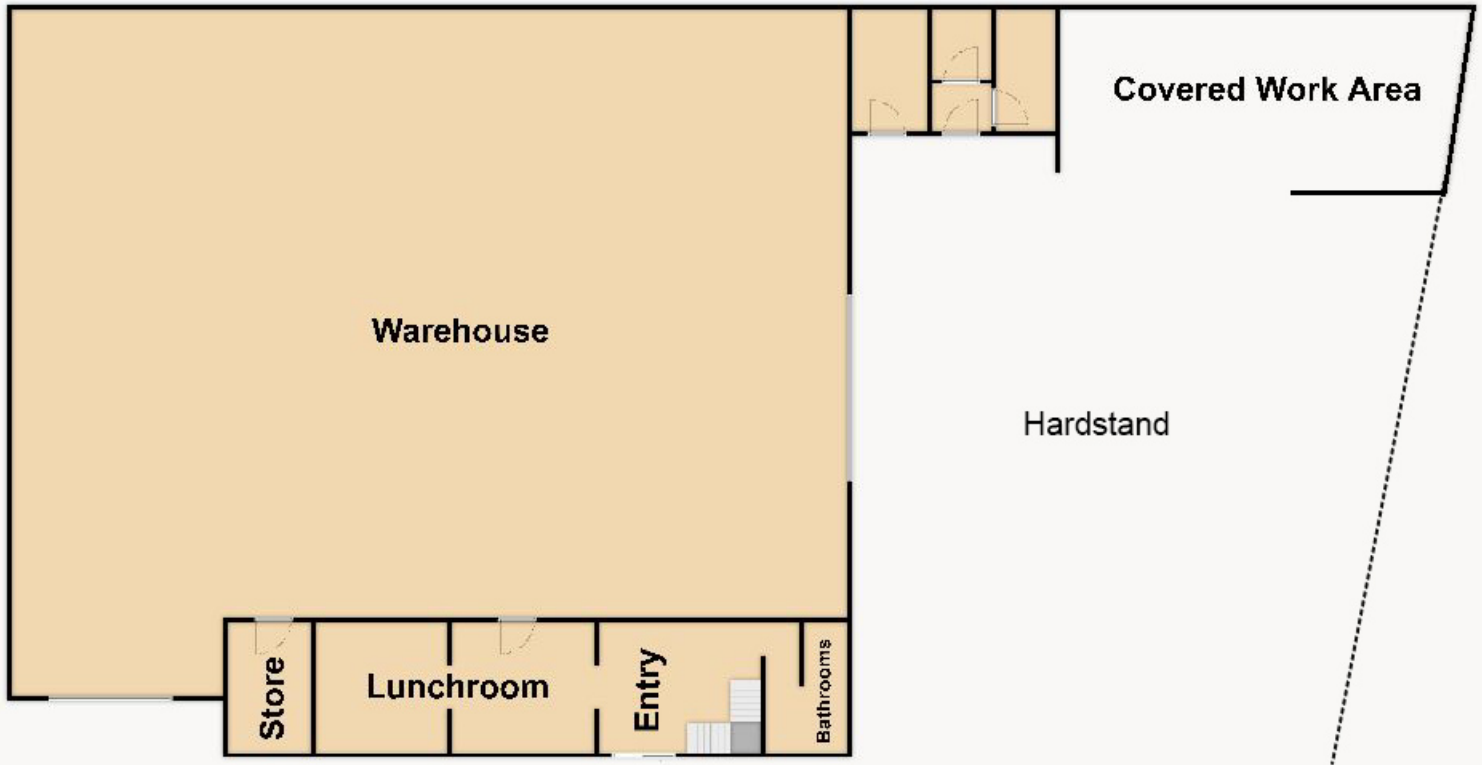 Covered Work Area
Warehouse
Hardstand
Store
Lunchroom
Entry
Bathrooms